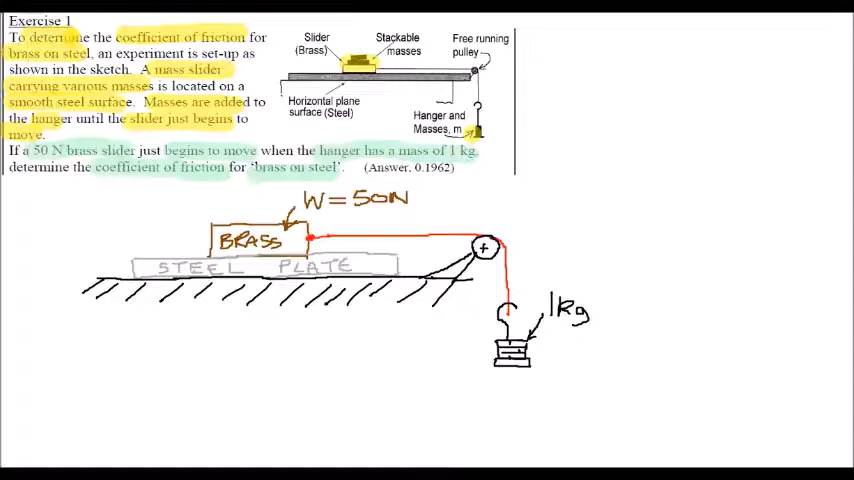 Exercise 1
To determine the coefficient of friction for
brass on steel, an experiment is set-up as
shown in the sketch. A mass slider
carrying various masses is located on a
smooth steel surface. Masses are added to
the hanger until the slider just begins to
move.
Slider
(Brass)
Stackable
masses
Free running
pulley
Horizontal plane
surface (Steel)
Hanger and
Masses, m
If a 50 N brass slider just begins to move when the hanger has a mass of 1 kg,
determine the coefficient of friction for 'brass on steel'. (Answer, 0.1962)
W = 50N
BRASS
STEEL PLATE
+
1kg